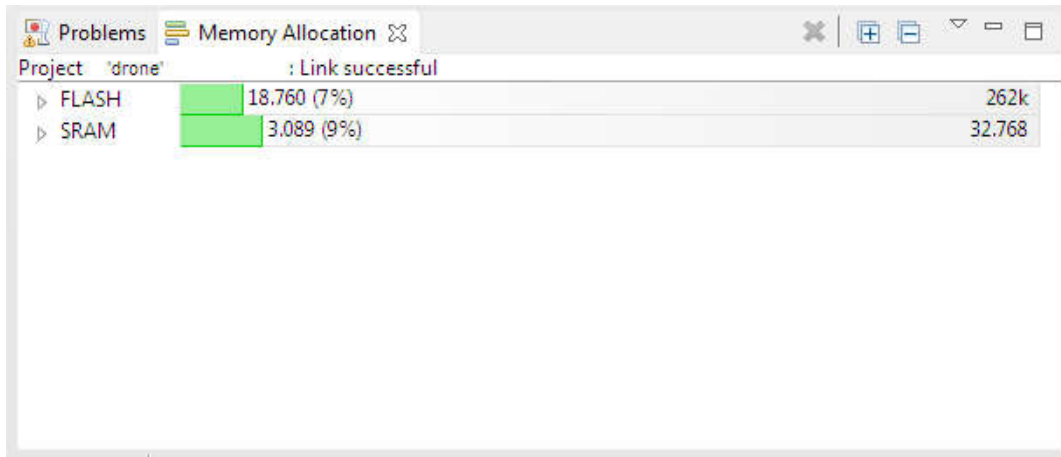 Problems Memory Allocation
Project 'drone' : Link successful
FLASH 18.760 (7%) 262k
SRAM 3.089 (9%) 32.768